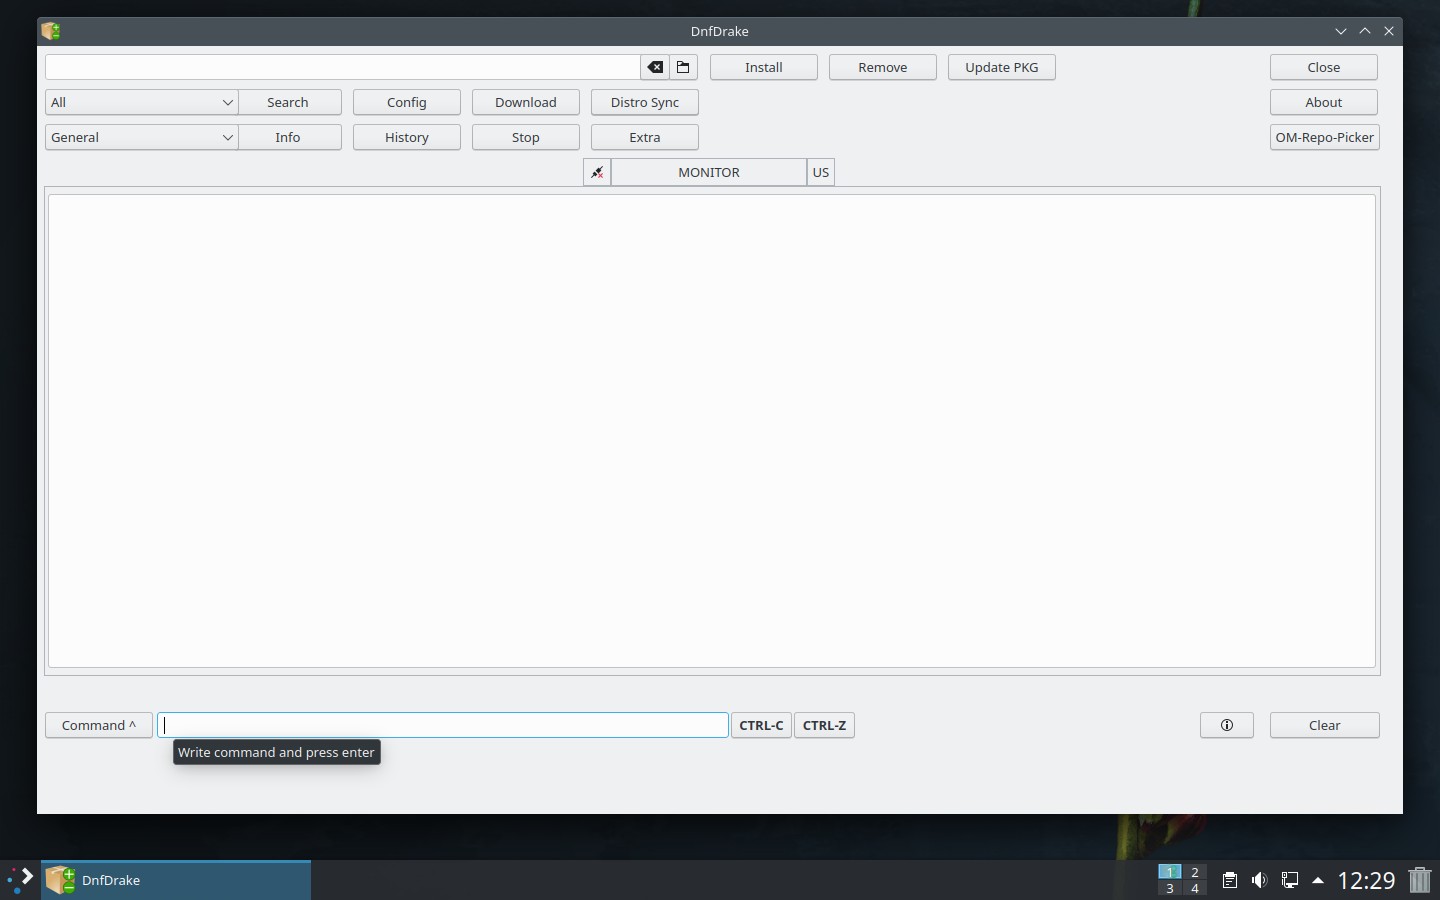 DnfDrake
Install
Remove
Update PKG
Close
All
Search
Config
Download
Distro Sync
About
General
Info
History
Stop
Extra
OM-Repo-Picker
MONITOR
US
Command ^
CTRL-C
CTRL-Z
Clear
Write command and press enter
DnfDrake
1
2
3
4
12:29